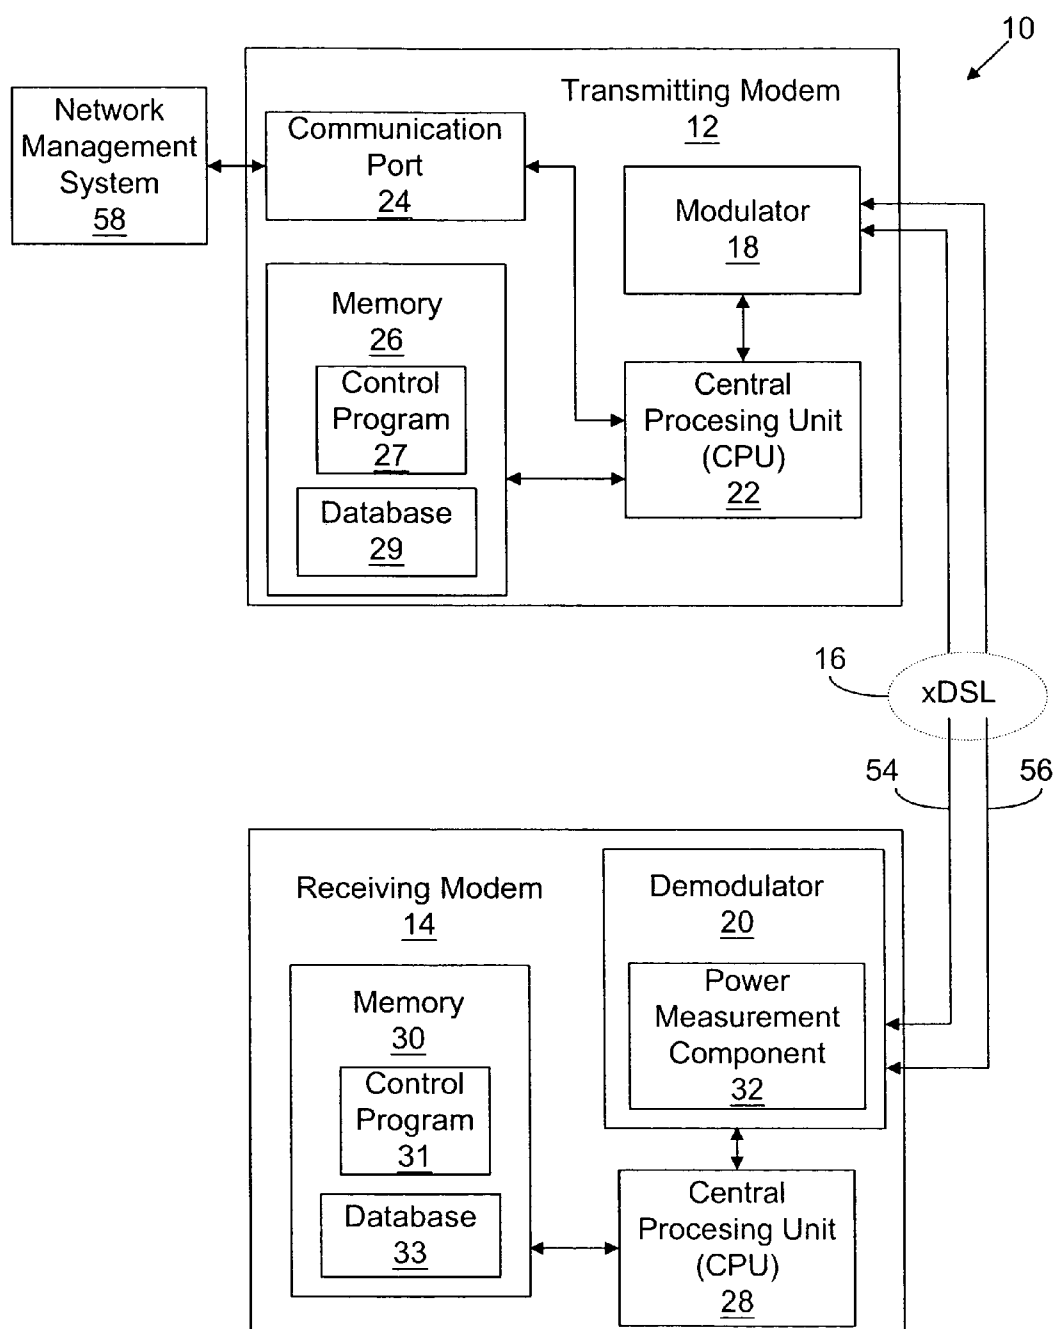 10
Transmitting Modem
12
Network
Management
System
58
Communication
Port
24
Modulator
18
Memory
26
Control
Program
27
Database
29
Central
Procesing Unit
(CPU)
22
16
xDSL
54
56
Receiving Modem
14
Demodulator
20
Power
Measurement
Component
32
Memory
30
Control
Program
31
Database
33
Central
Procesing Unit
(CPU)
28